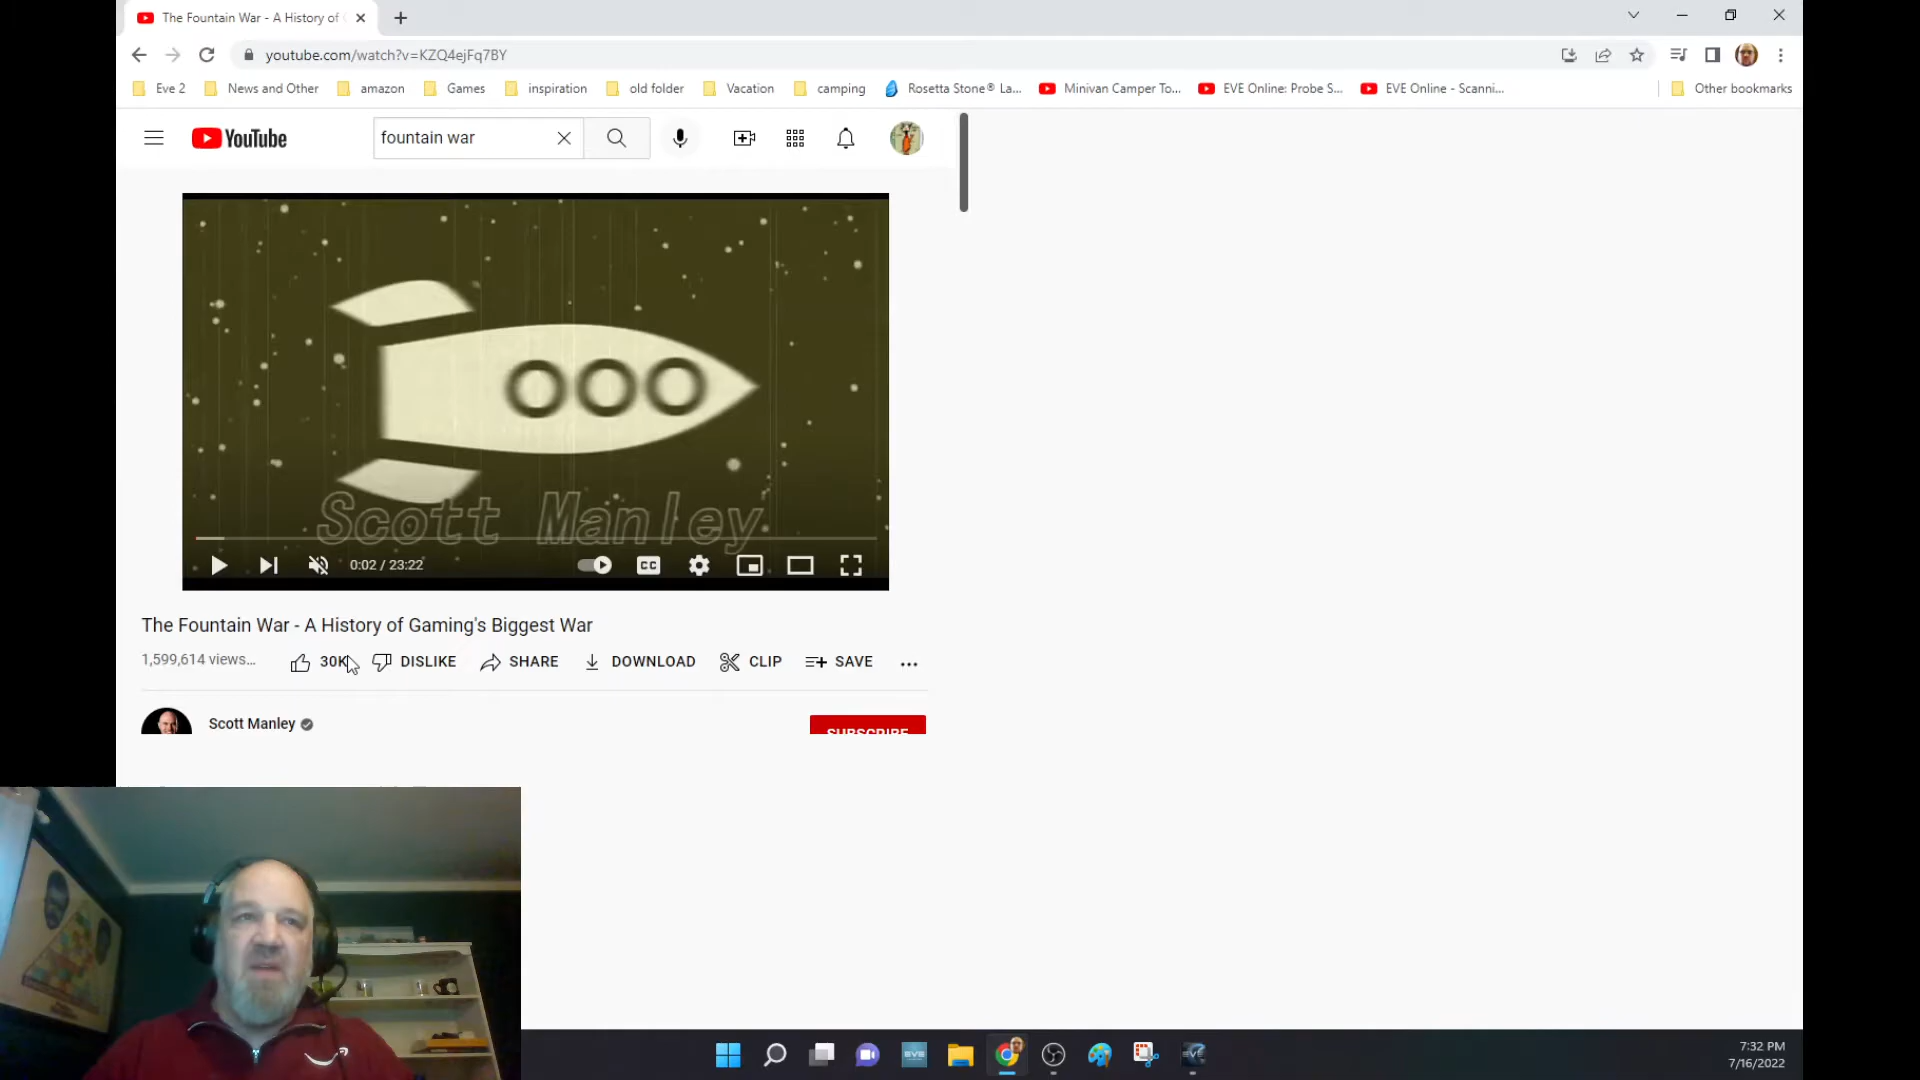 The Fountain War - A History of
youtube.com/watch?v=KZQ4ejFq7BY
Eve 2 News and Other amazon Games inspiration old folder Vacation camping Rosetta Stone® La... Minivan Camper To... EVE Online: Probe S... EVE Online - Scanni... Other bookmarks
YouTube fountain war
Scott Manley
0:02 / 23:22 CC
The Fountain War - A History of Gaming's Biggest War
1,599,614 views... 30K DISLIKE SHARE DOWNLOAD CLIP SAVE ...
Scott Manley SUBSCRIBE
EVE EVE 7:32 PM
7/16/2022